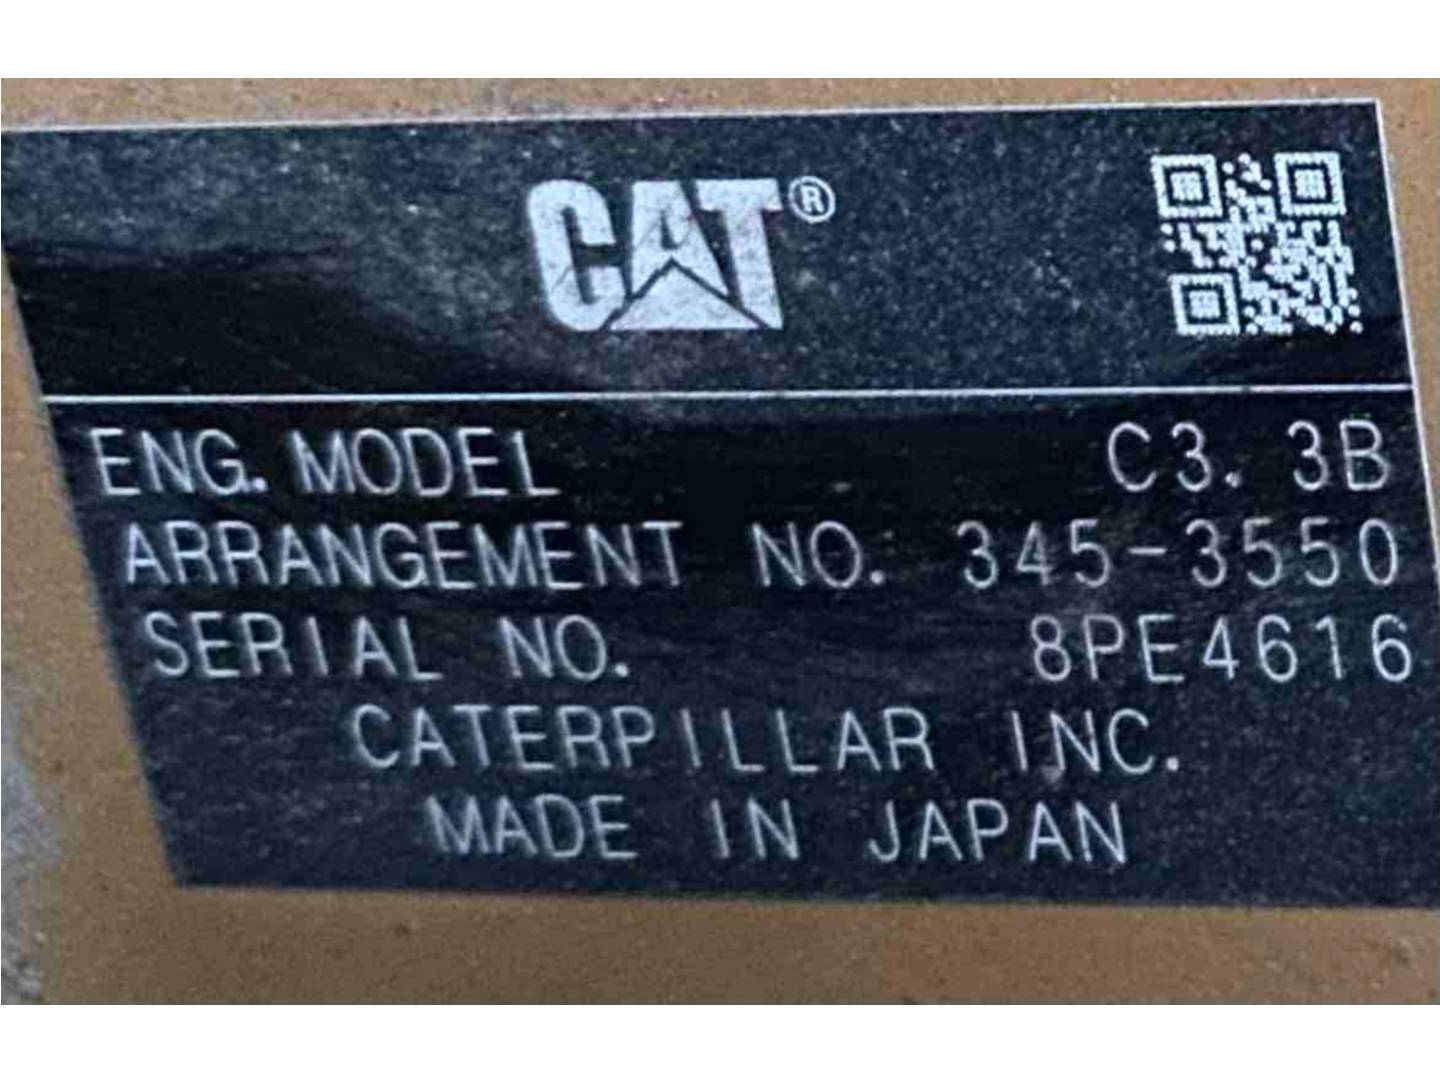 CAT®
ENG. MODEL C3. 3B
ARRANGEMENT NO. 345-3550
SERIAL NO. 8PE4616
CATERPILLAR INC.
MADE IN JAPAN